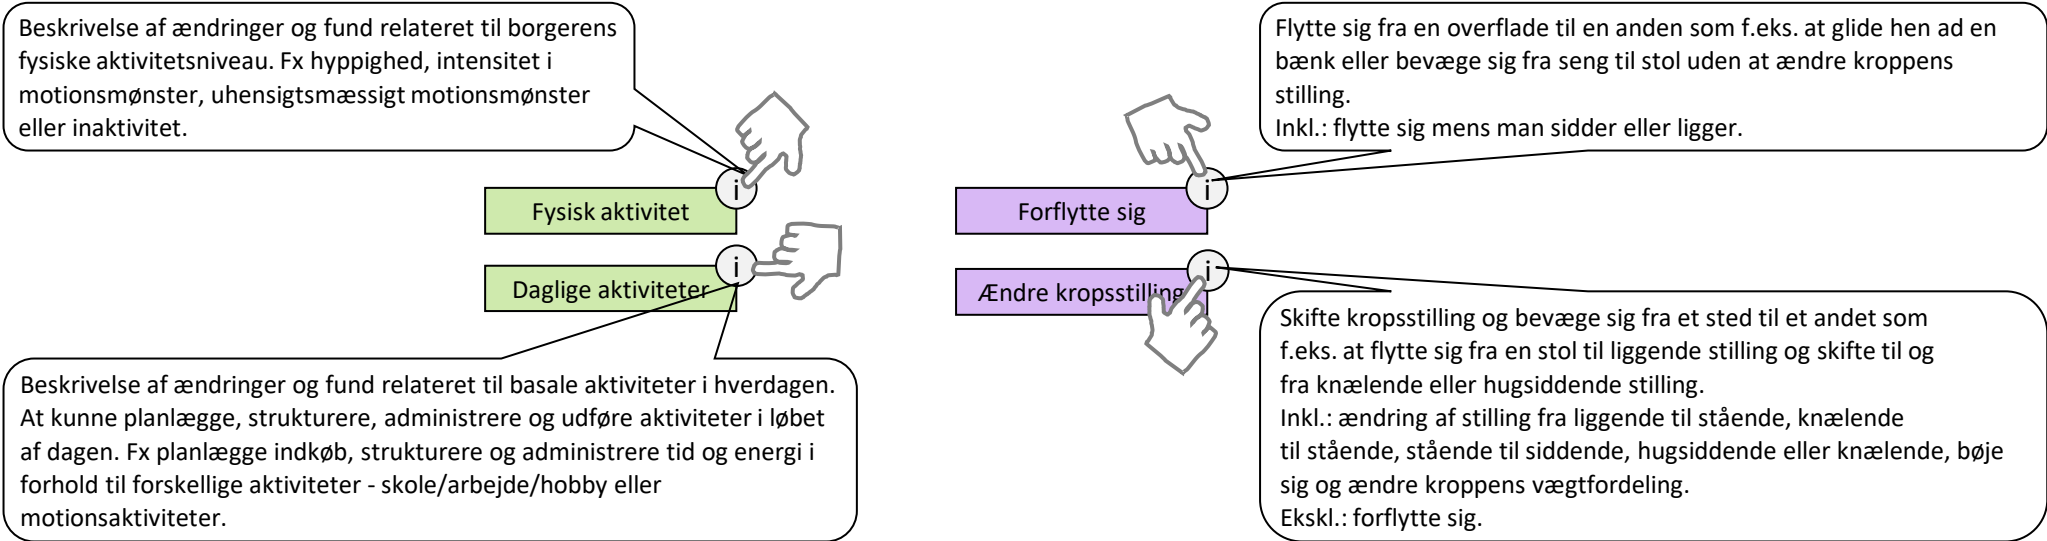 Beskrivelse af ændringer og fund relateret til borgerens
fysiske aktivitetsniveau. Fx hyppighed, intensitet i
motionsmønster, uhensigtsmæssigt motionsmønster
eller inaktivitet.
i
Fysisk aktivitet
i
Daglige aktiviteter
Beskrivelse af ændringer og fund relateret til basale aktiviteter i hverdagen.
At kunne planlægge, strukturere, administrere og udføre aktiviteter i løbet
af dagen. Fx planlægge indkøb, strukturere og administrere tid og energi i
forhold til forskellige aktiviteter - skole/arbejde/hobby eller
motionsaktiviteter.
Flytte sig fra en overflade til en anden som f.eks. at glide hen ad en
bænk eller bevæge sig fra seng til stol uden at ændre kroppens
stilling.
Inkl.: flytte sig mens man sidder eller ligger.
i
Forflytte sig
i
Ændre kropsstilling
Skifte kropsstilling og bevæge sig fra et sted til et andet som
f.eks. at flytte sig fra en stol til liggende stilling og skifte til og
fra knælende eller hugsiddende stilling.
Inkl.: ændring af stilling fra liggende til stående, knælende
til stående, stående til siddende, hugsiddende eller knælende, bøje
sig og ændre kroppens vægtfordeling.
Ekskl.: forflytte sig.